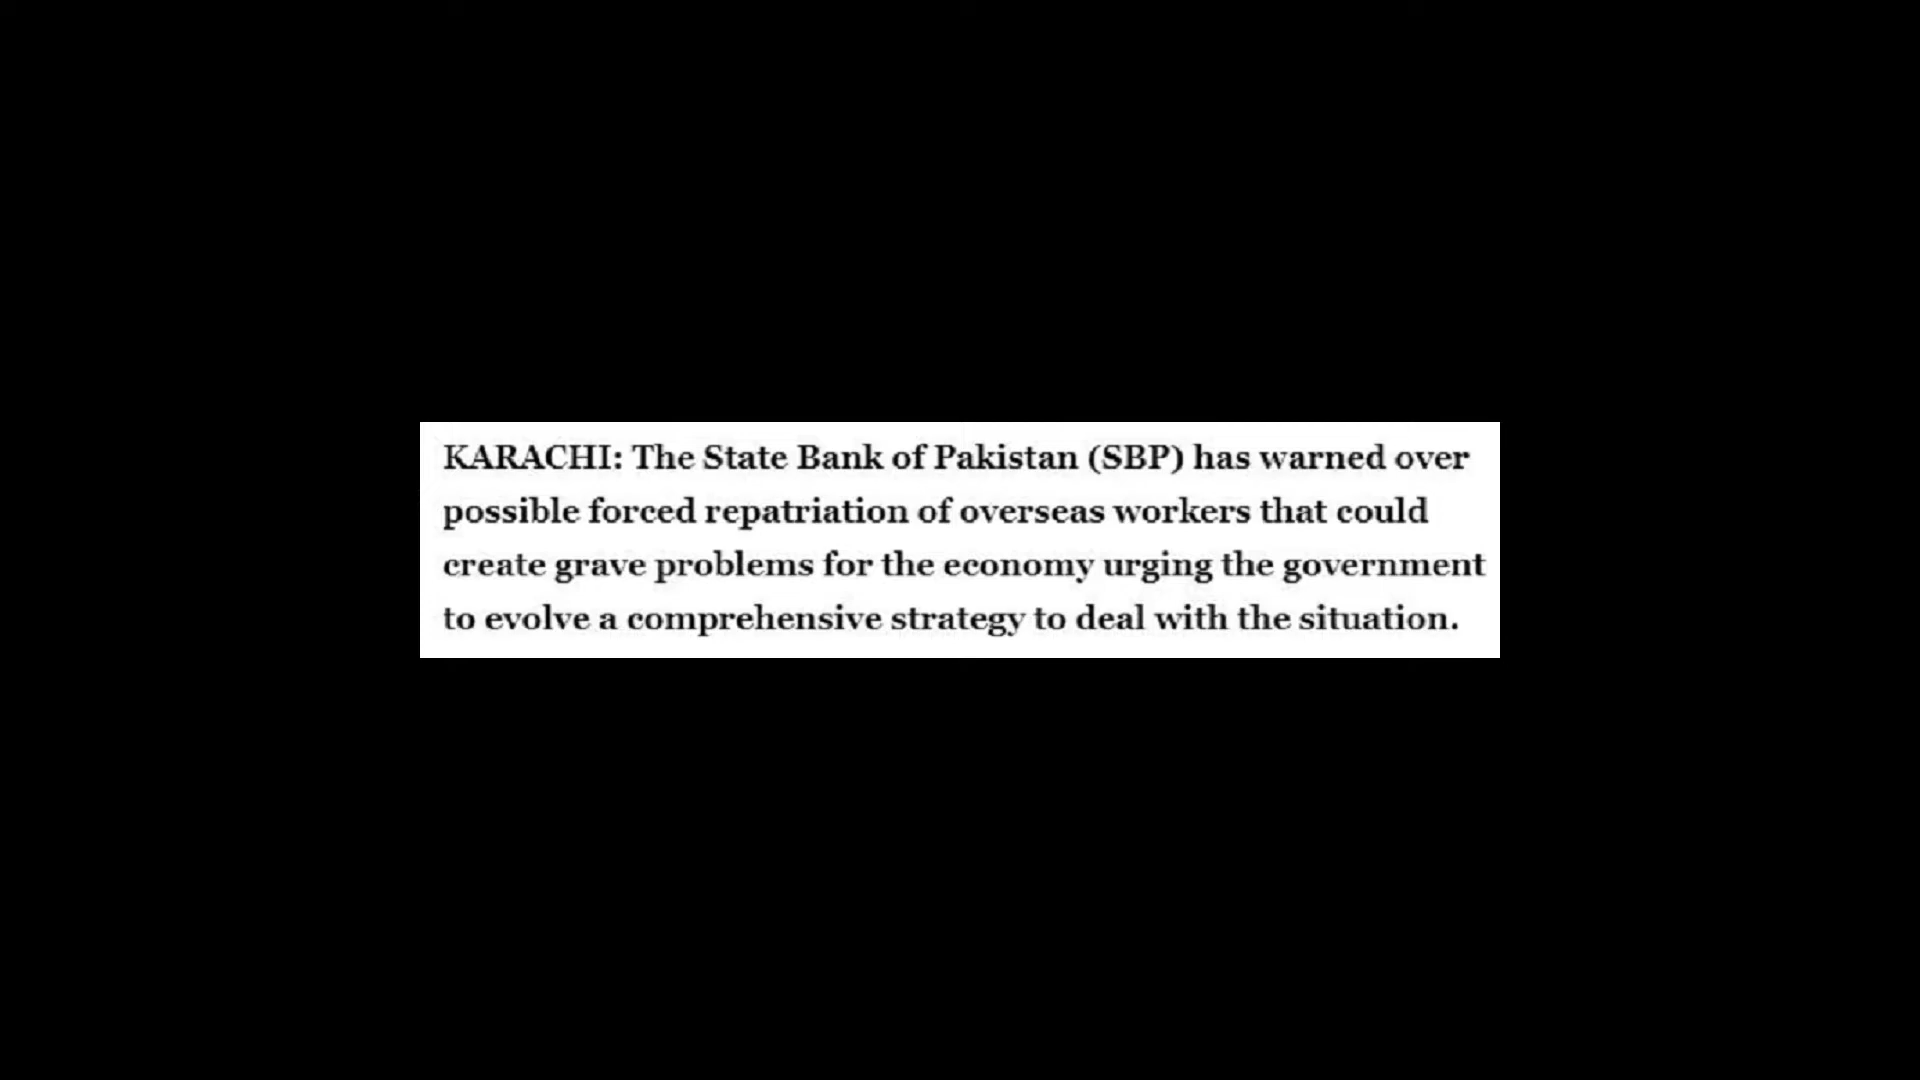 KARACHI: The State Bank of Pakistan (SBP) has warned over
possible forced repatriation of overseas workers that could
create grave problems for the economy urging the government
to evolve a comprehensive strategy to deal with the situation.